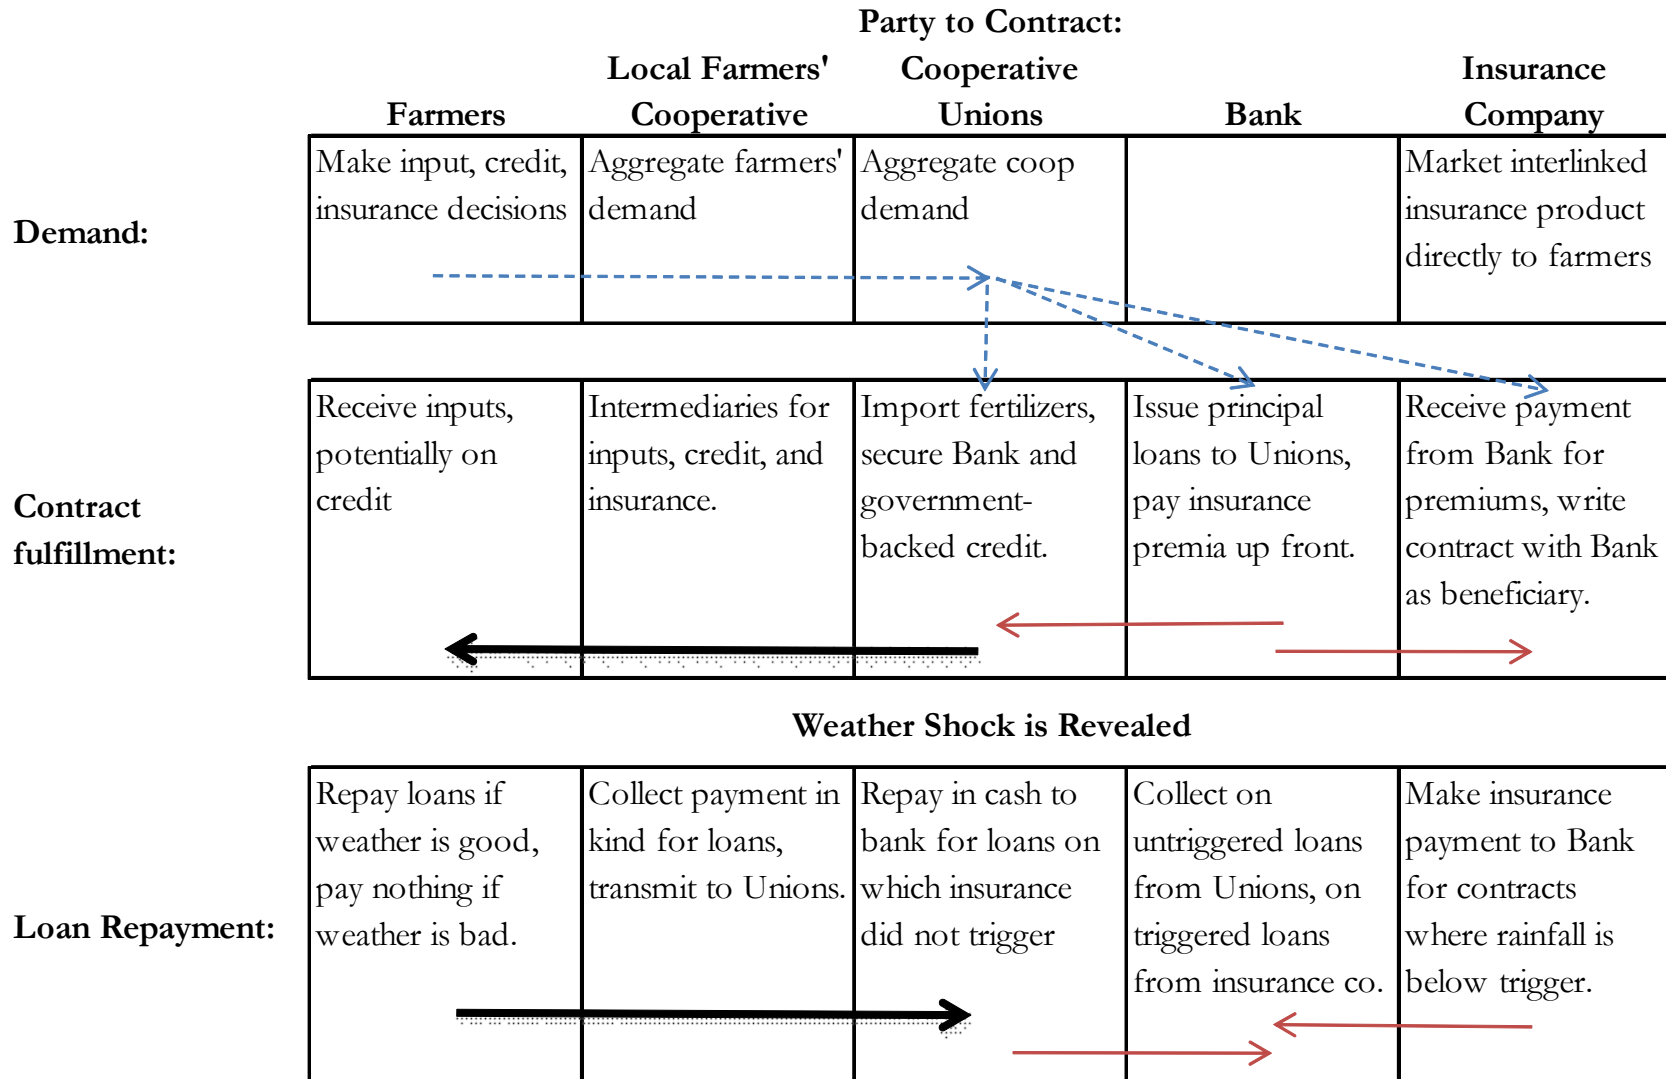 Party to Contract:
Farmers
Local Farmers'
Cooperative
Cooperative
Unions
Bank
Insurance
Company
Demand:
Make input, credit,
insurance decisions
Aggregate farmers'
demand
Aggregate coop
demand
Market interlinked
insurance product
directly to farmers
Contract
fulfillment:
Receive inputs,
potentially on
credit
Intermediaries for
inputs, credit, and
insurance.
Import fertilizers,
secure Bank and
government-
backed credit.
Issue principal
loans to Unions,
pay insurance
premia up front.
Receive payment
from Bank for
premiums, write
contract with Bank
as beneficiary.
Weather Shock is Revealed
Loan Repayment:
Repay loans if
weather is good,
pay nothing if
weather is bad.
Collect payment in
kind for loans,
transmit to Unions.
Repay in cash to
bank for loans on
which insurance
did not trigger
Collect on
untriggered loans
from Unions, on
triggered loans
from insurance co.
Make insurance
payment to Bank
for contracts
where rainfall is
below trigger.